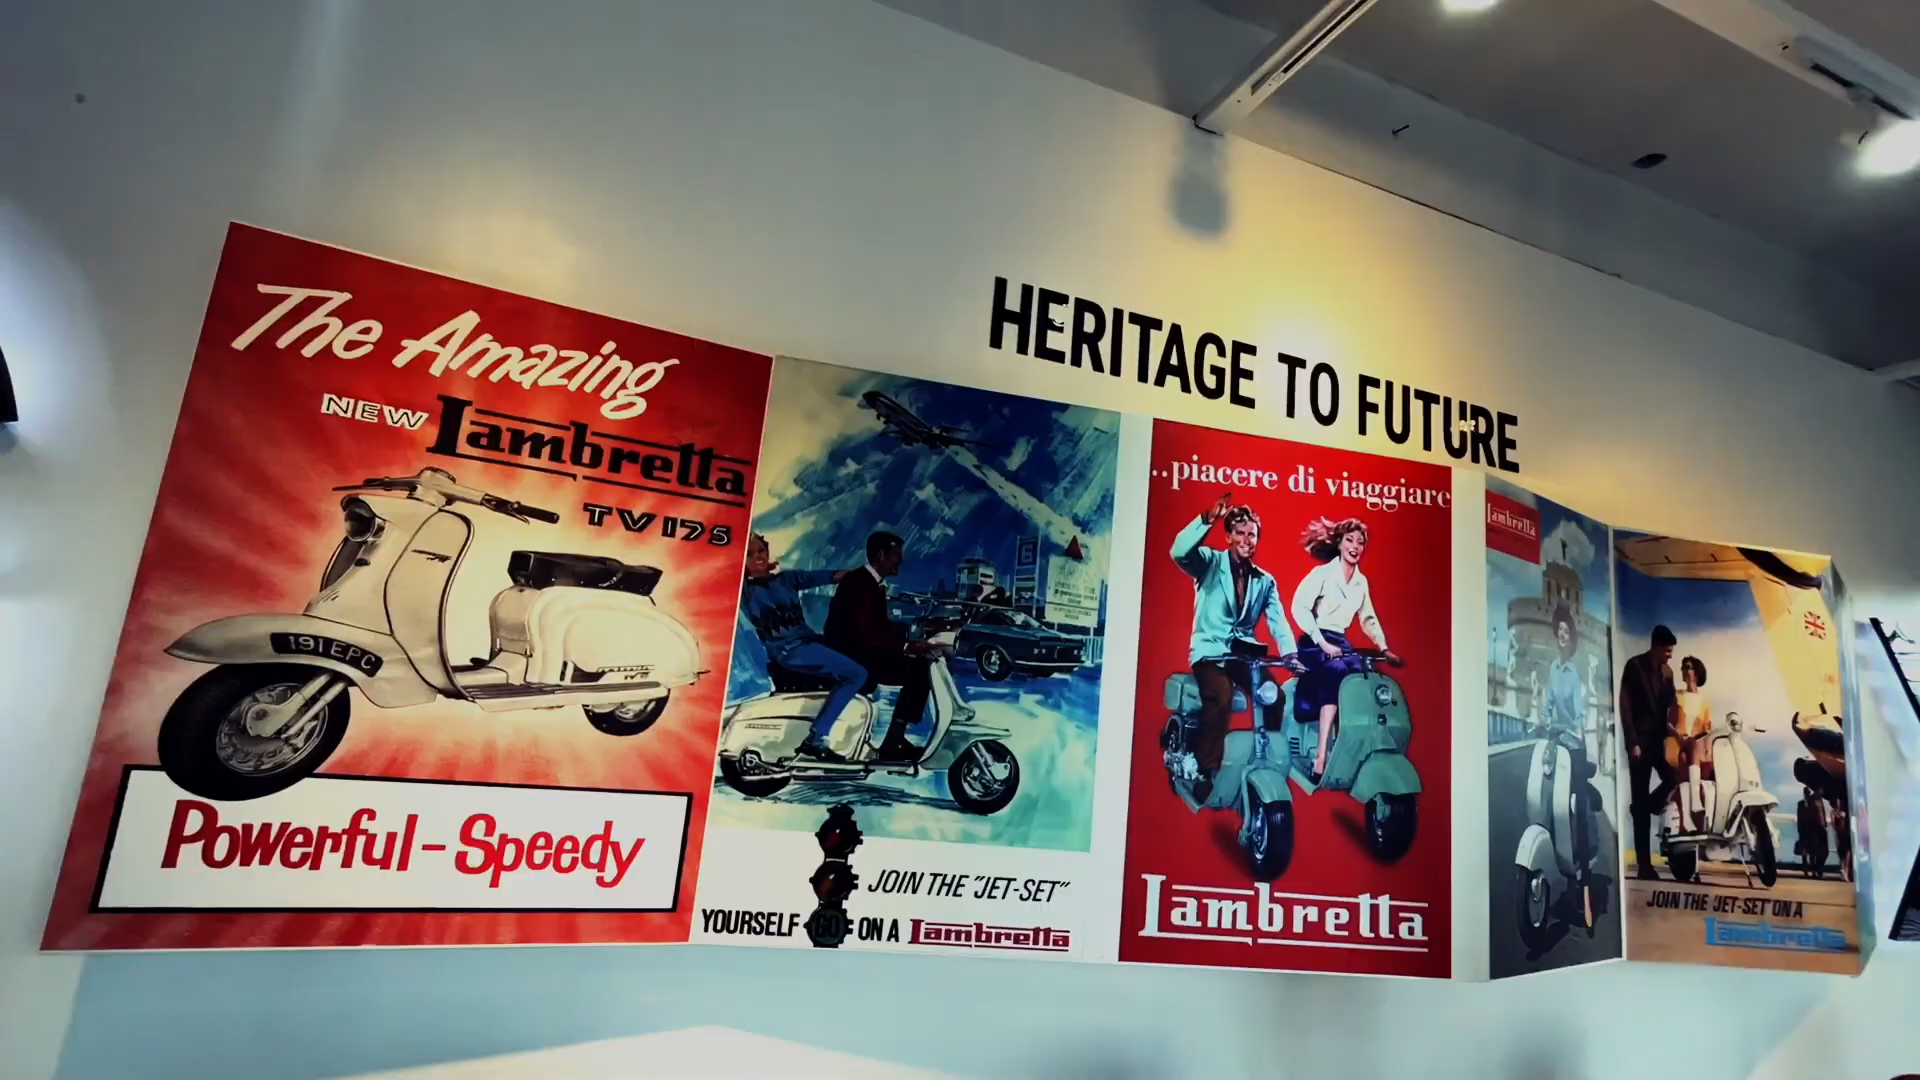 HERITAGE TO FUTURE
The Amazing
NEW Lambretta
TV175
191 EPC
Powerful-Speedy
6
JOIN THE "JET-SET"
YOURSELF GO ON A Lambretta
..piacere di viaggiare
Lambretta
Lambretta
JOIN THE "JET-SET" ON A
Lambretta